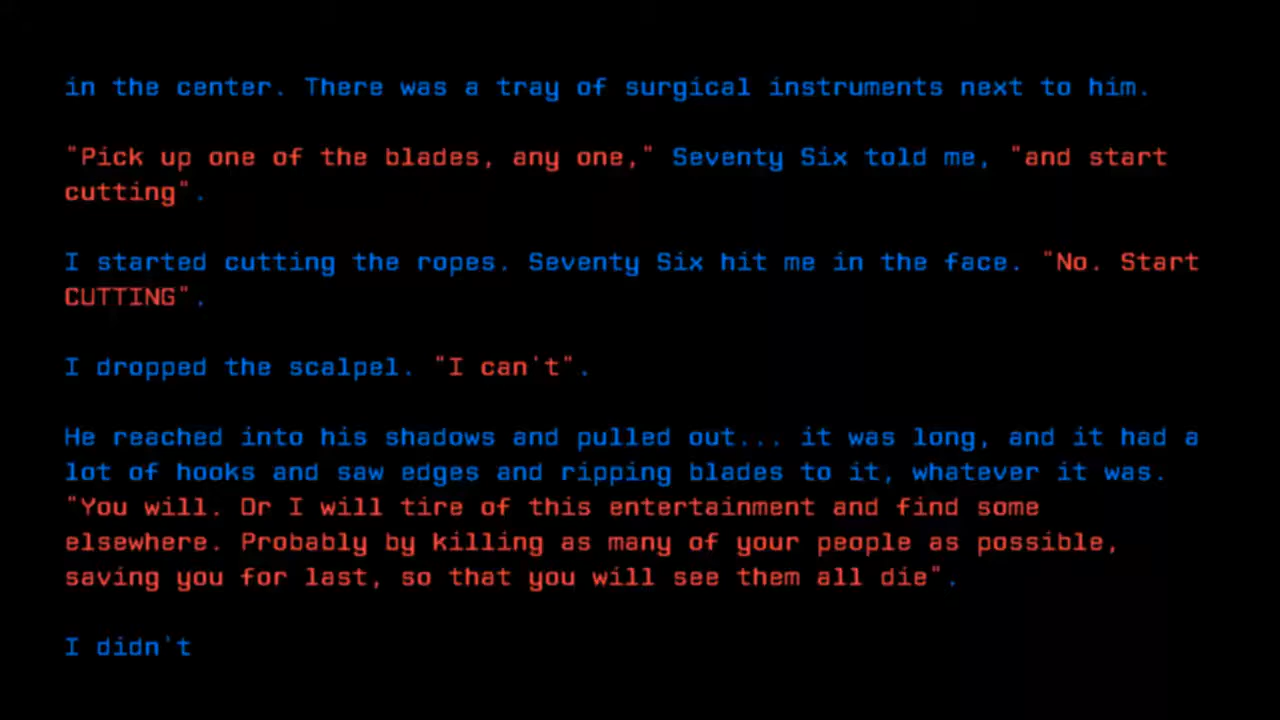 in the center. There was a tray of surgical instruments next to him.
"Pick up one of the blades, any one," Seventy Six told me, "and start
cutting".
I started cutting the ropes. Seventy Six hit me in the face. "No. Start
CUTTING".
I dropped the scalpel. "I can't".
He reached into his shadows and pulled out... it was long, and it had a
lot of hooks and saw edges and ripping blades to it, whatever it was.
"You will. Or I will tire of this entertainment and find some
elsewhere. Probably by killing as many of your people as possible,
saving you for last, so that you will see them all die".
I didn't